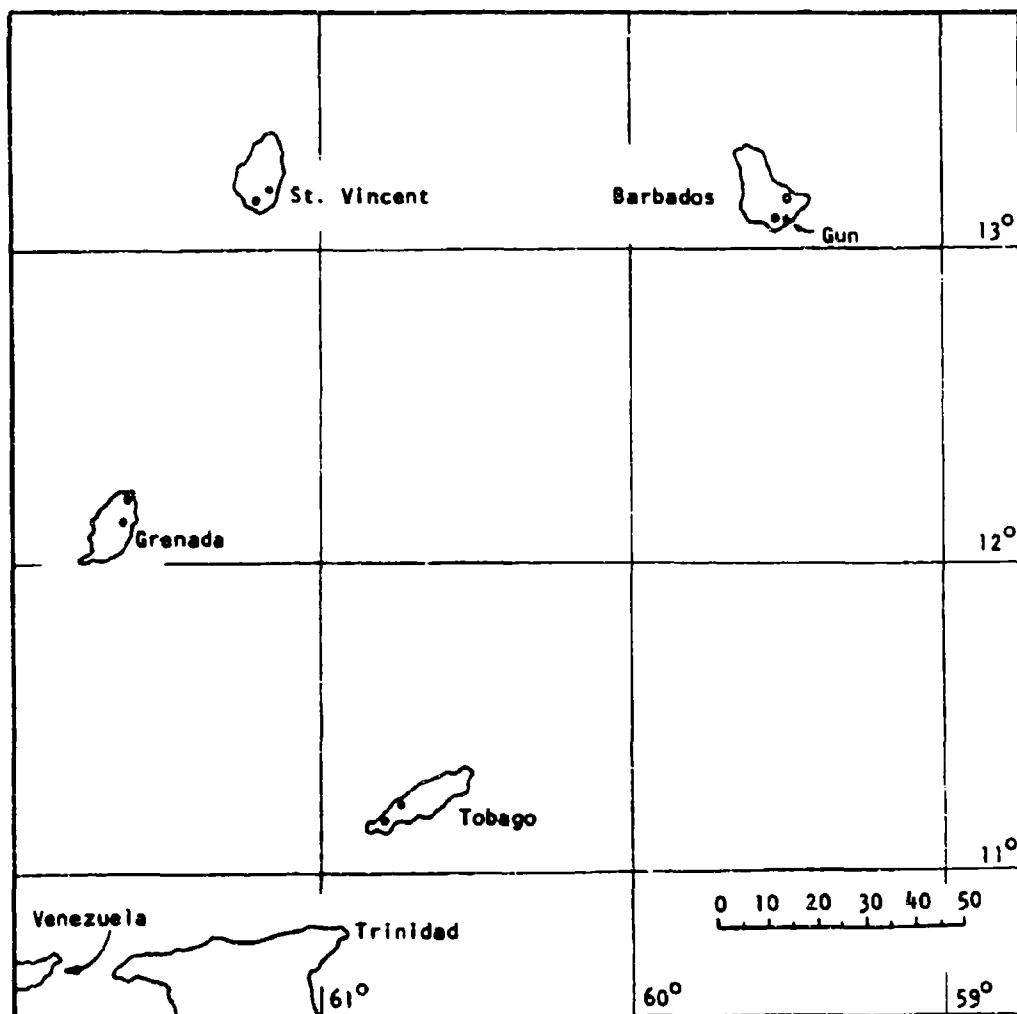 St. Vincent
Barbados
Gun
13°
Grenada
12°
Tobago
11°
0 10 20 30 40 50
Venezuela
Trinidad
61°
60°
59°